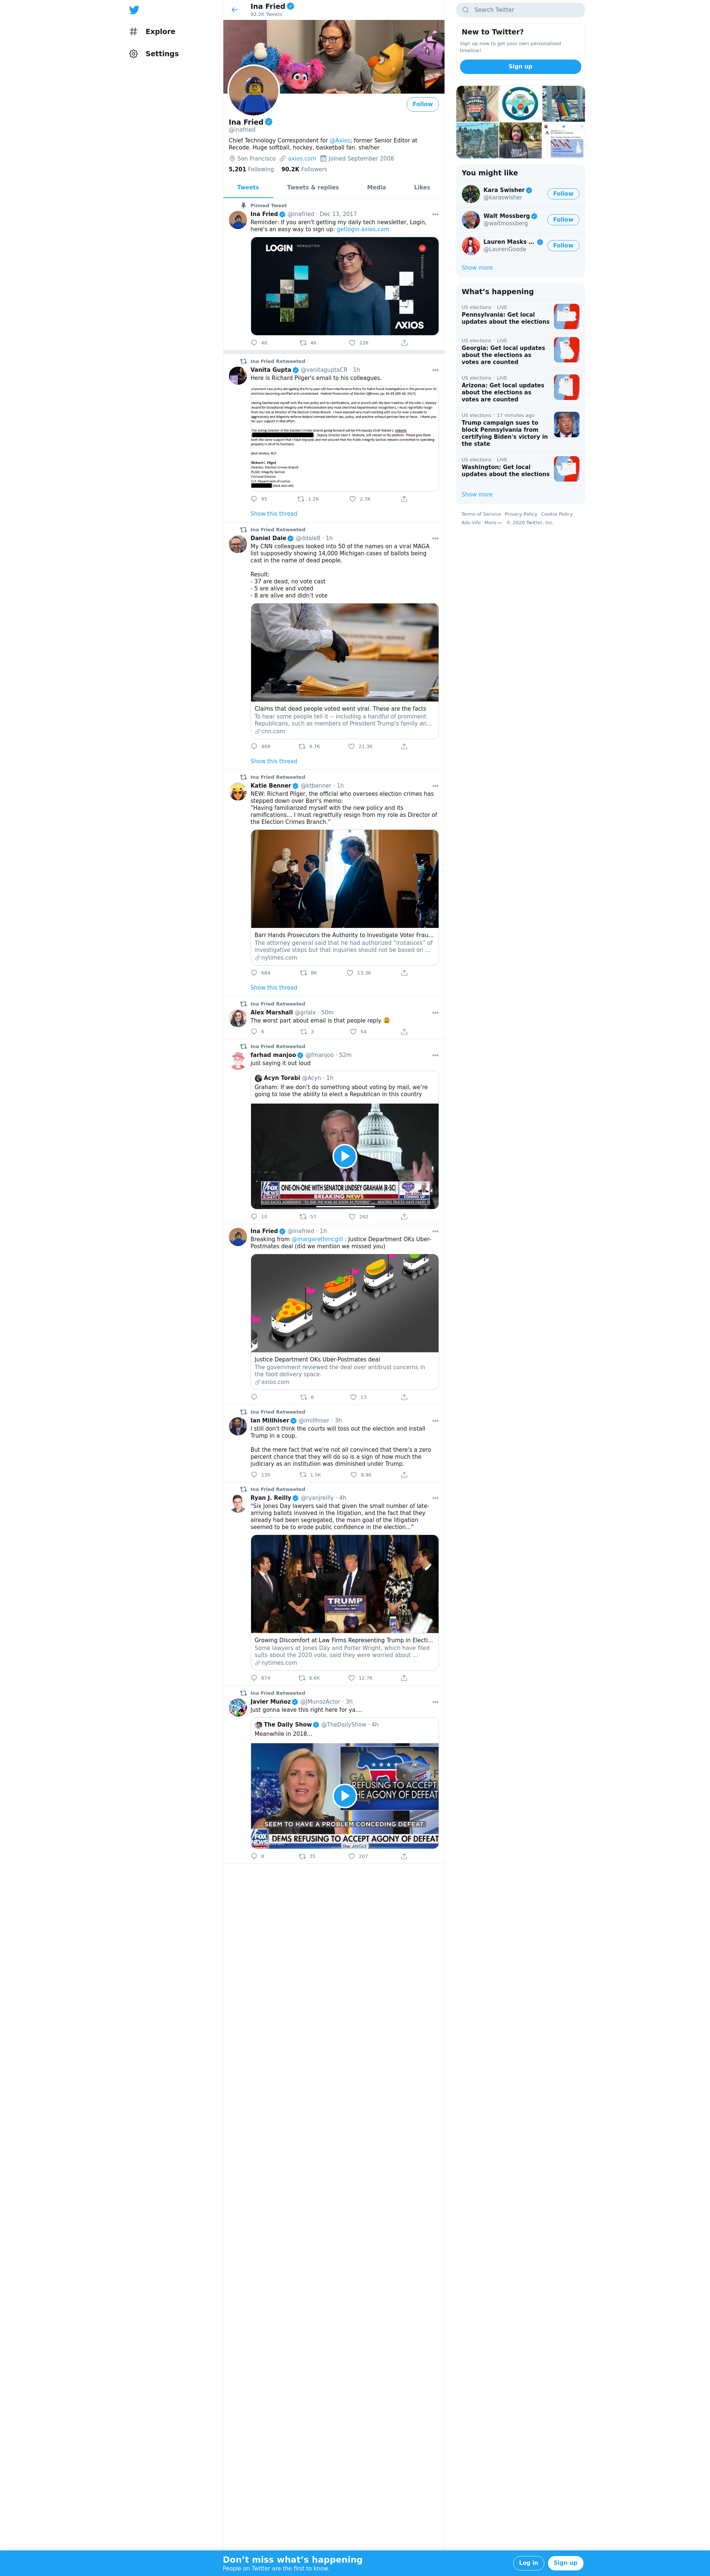 Explore
Settings
Ina Fried
82.2K Tweets
Follow
Ina Fried
@inafried
Chief Technology Correspondent for @Axios; former Senior Editor at
Recode. Huge softball, hockey, basketball fan. she/her
San Francisco axios.com Joined September 2008
5,201 Following 90.2K Followers
Tweets Tweets & replies Media Likes
Pinned Tweet
Ina Fried @inafried · Dec 13, 2017
Reminder: If you aren't getting my daily tech newsletter, Login,
here's an easy way to sign up: getlogin.axios.com
LOGIN NEWSLETTER
TECHNOLOGY
AXIOS
48 46 226
Ina Fried Retweeted
Vanita Gupta @vanitaguptaCR · 1h
Here is Richard Pilger's email to his colleagues.
95 1.2K 2.3K
Show this thread
Ina Fried Retweeted
Daniel Dale @ddale8 · 1h
My CNN colleagues looked into 50 of the names on a viral MAGA
list supposedly showing 14,000 Michigan cases of ballots being
cast in the name of dead people.
Result:
- 37 are dead, no vote cast
- 5 are alive and voted
- 8 are alive and didn't vote
Claims that dead people voted went viral. These are the facts
To hear some people tell it -- including a handful of prominent
Republicans, such as members of President Trump's family an...
cnn.com
489 9.7K 21.3K
Show this thread
Ina Fried Retweeted
Katie Benner @ktbenner · 1h
NEW: Richard Pilger, the official who oversees election crimes has
stepped down over Barr's memo:
"Having familiarized myself with the new policy and its
ramifications... I must regretfully resign from my role as Director of
the Election Crimes Branch."
Barr Hands Prosecutors the Authority to Investigate Voter Frau...
The attorney general said that he had authorized "instances" of
investigative steps but that inquiries should not be based on ...
nytimes.com
684 8K 13.3K
Show this thread
Ina Fried Retweeted
Alex Marshall @grialx · 50m
The worst part about email is that people reply 😩
6 3 54
Ina Fried Retweeted
farhad manjoo @fmanjoo · 52m
just saying it out loud
Acyn Torabi @Acyn · 1h
Graham: If we don't do something about voting by mail, we're
going to lose the ability to elect a Republican in this country
ONE-ON-ONE WITH SENATOR LINDSEY GRAHAM (R-SC)
BREAKING NEWS
10 57 262
Ina Fried @inafried · 1h
Breaking from @margarethmcgill : Justice Department OKs Uber-
Postmates deal (did we mention we missed you)
Justice Department OKs Uber-Postmates deal
The government reviewed the deal over antitrust concerns in
the food delivery space.
axios.com
6 13
Ina Fried Retweeted
Ian Millhiser @imillhiser · 3h
I still don't think the courts will toss out the election and install
Trump in a coup.
But the mere fact that we're not all convinced that there's a zero
percent chance that they will do so is a sign of how much the
judiciary as an institution was diminished under Trump.
135 1.5K 8.9K
Ina Fried Retweeted
Ryan J. Reilly @ryanjreilly · 4h
"Six Jones Day lawyers said that given the small number of late-
arriving ballots involved in the litigation, and the fact that they
already had been segregated, the main goal of the litigation
seemed to be to erode public confidence in the election..."
TRUMP
Growing Discomfort at Law Firms Representing Trump in Electi...
Some lawyers at Jones Day and Porter Wright, which have filed
suits about the 2020 vote, said they were worried about ...
nytimes.com
874 6.6K 12.7K
Ina Fried Retweeted
Javier Muñoz @JMunozActor · 3h
Just gonna leave this right here for ya....
The Daily Show @TheDailyShow · 4h
Meanwhile in 2018...
REFUSING TO ACCEPT
THE AGONY OF DEFEAT
SEEM TO HAVE A PROBLEM CONCEDING DEFEAT.
FOX NEWS DEMS REFUSING TO ACCEPT AGONY OF DEFEAT
THE ANGLE
8 35 207
Search Twitter
New to Twitter?
Sign up now to get your own personalized
timeline!
Sign up
You might like
Kara Swisher
@karaswisher
Follow
Walt Mossberg
@waltmossberg
Follow
Lauren Masks ...
@LaurenGoode
Follow
Show more
What's happening
US elections · LIVE
Pennsylvania: Get local
updates about the elections
US elections · LIVE
Georgia: Get local updates
about the elections as
votes are counted
US elections · LIVE
Arizona: Get local updates
about the elections as
votes are counted
US elections · 17 minutes ago
Trump campaign sues to
block Pennsylvania from
certifying Biden's victory in
the state
US elections · LIVE
Washington: Get local
updates about the elections
Show more
Terms of Service Privacy Policy Cookie Policy
Ads info More © 2020 Twitter, Inc.
Don't miss what's happening
People on Twitter are the first to know.
Log in Sign up